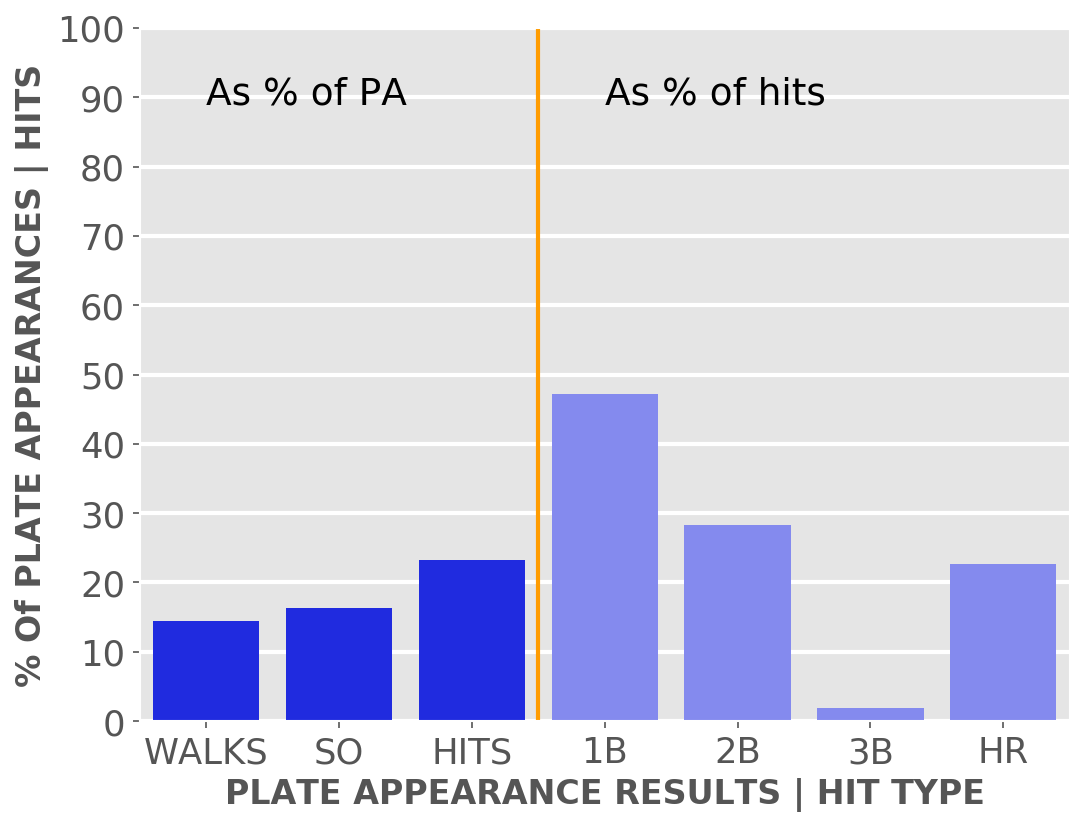 100
90
80
70
60
50
40
30
20
10
0
% Of PLATE APPEARANCES | HITS
As % of PA
As % of hits
WALKS SO HITS 1B 2B 3B HR
PLATE APPEARANCE RESULTS | HIT TYPE